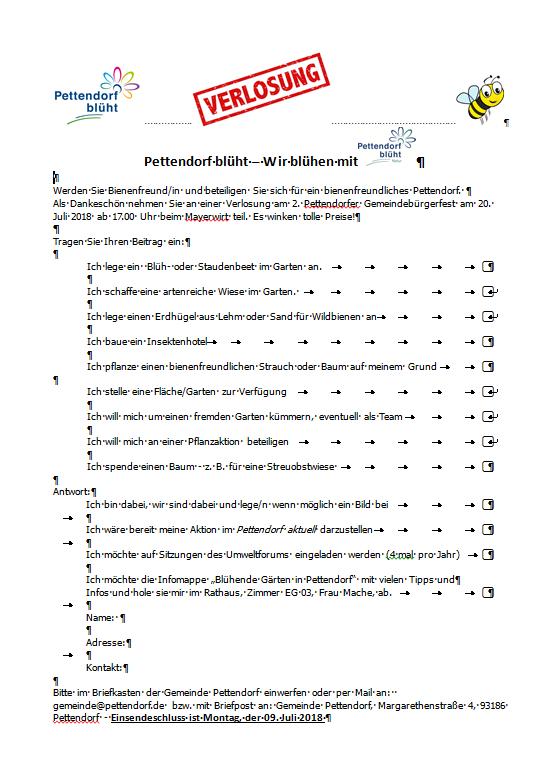 Pettendorf
blüht
VERLOSUNG
Pettendorf blüht – Wir blühen mit
Pettendorf
blüht
Werden Sie Bienenfreund/in und beteiligen Sie sich für ein bienenfreundliches Pettendorf.
Als Dankeschön nehmen Sie an einer Verlosung am 2. Pettendorfer Gemeindebürgerfest am 20.
Juli 2018 ab 17.00 Uhr beim Mayerwirt teil. Es winken tolle Preise!
Tragen Sie Ihren Beitrag ein:
Ich lege ein Blüh- oder Staudenbeet im Garten an.
Ich schaffe eine artenreiche Wiese im Garten.
Ich lege einen Erdhügel aus Lehm oder Sand für Wildbienen an
Ich baue ein Insektenhotel
Ich pflanze einen bienenfreundlichen Strauch oder Baum auf meinem Grund
Ich stelle eine Fläche/Garten zur Verfügung
Ich will mich um einen fremden Garten kümmern, eventuell als Team
Ich will mich an einer Pflanzaktion beteiligen
Ich spende einen Baum - z. B. für eine Streuobstwiese
Antwort:
Ich bin dabei, wir sind dabei und lege/n wenn möglich ein Bild bei
Ich wäre bereit meine Aktion im Pettendorf aktuell darzustellen
Ich möchte auf Sitzungen des Umweltforums eingeladen werden (4 mal pro Jahr)
Ich möchte die Infomappe „Blühende Gärten in Pettendorf" mit vielen Tipps und
Infos und hole sie mir im Rathaus, Zimmer EG 03, Frau Mache, ab.
Name:
Adresse:
Kontakt:
Bitte im Briefkasten der Gemeinde Pettendorf einwerfen oder per Mail an:
gemeinde@pettendorf.de bzw. mit Briefpost an: Gemeinde Pettendorf, Margarethenstraße 4, 93186
Pettendorf - Einsendeschluss ist Montag, der 09. Juli 2018